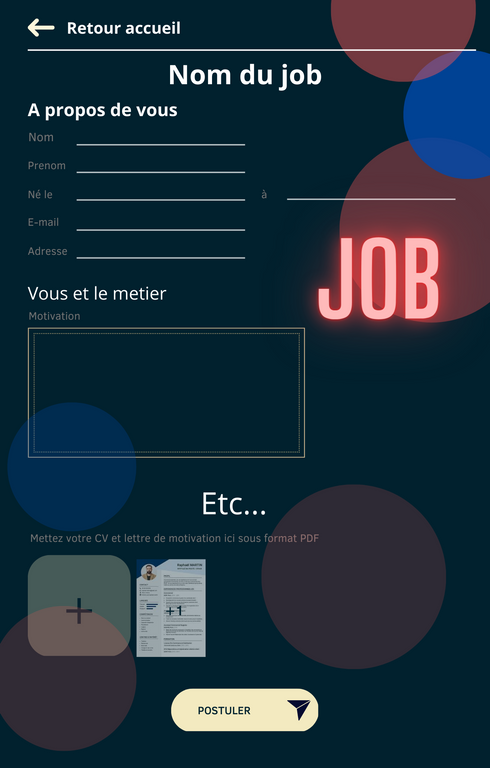 Retour accueil
Nom du job
A propos de vous
Nom
Prenom
Né le à
E-mail
Adresse
JOB
Vous et le metier
Motivation
Etc...
Mettez votre CV et lettre de motivation ici sous format PDF
+
+1
POSTULER